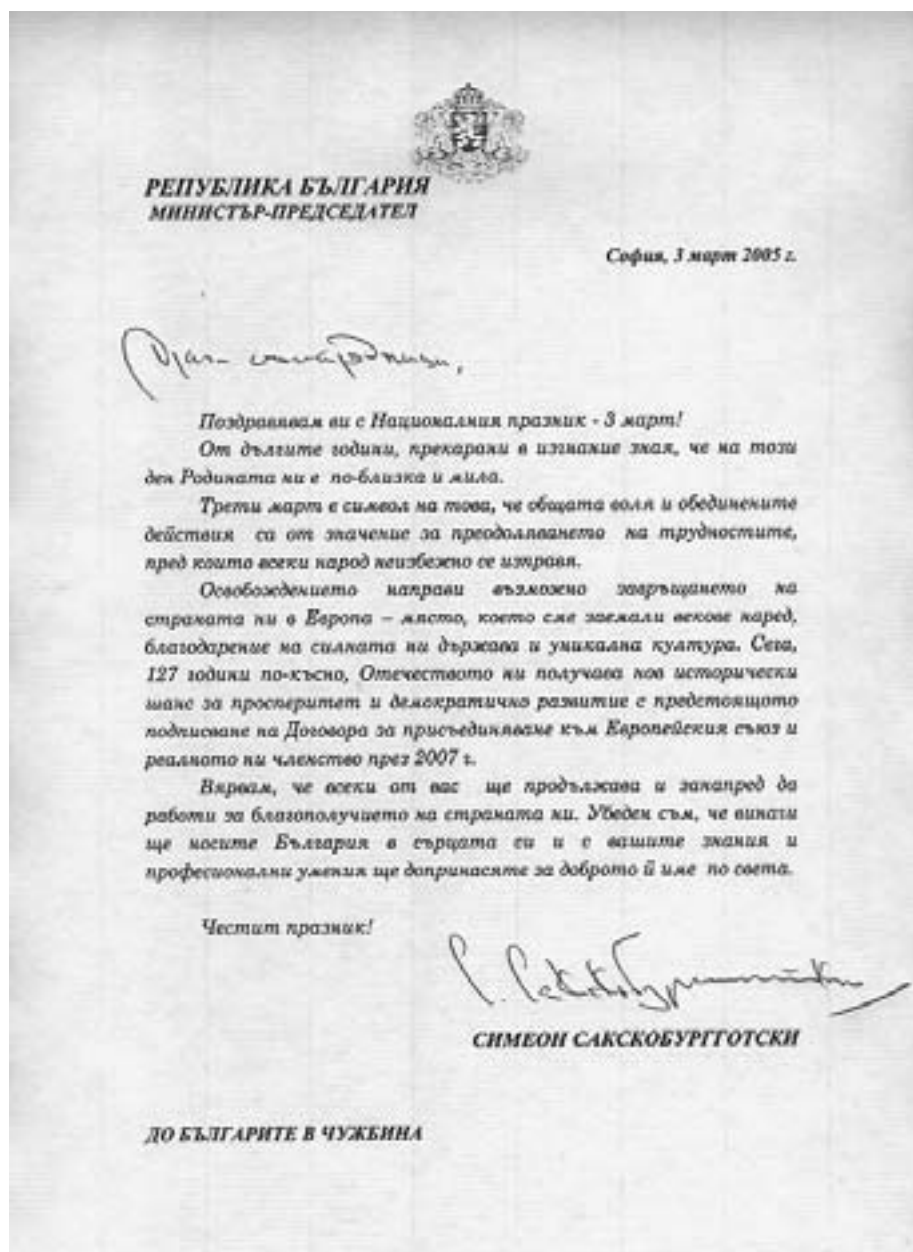 РЕПУБЛИКА БЪЛГАРИЯ
МИНИСТЪР-ПРЕДСЕДАТЕЛ
София, 3 март 2005 г.
Драги сънародници,
Поздравявам ви с Националния празник - 3 март!
От дългите години, прекарани в изгнание зная, че на този
ден Родината ни е по-близка и мила.
Трети март е символ на това, че общата воля и обединените
действия са от значение за преодоляването на трудностите,
пред които всеки народ неизбежно се изправя.
Освобождението направи възможно завръщането на
страната ни в Европа – място, което сме заемали векове наред,
благодарение на силната ни държава и уникална култура. Сега,
127 години по-късно, Отечеството ни получава нов исторически
шанс за просперитет и демократично развитие с предстоящото
подписване на Договора за присъединяване към Европейския съюз и
реалното ни членство през 2007 г.
Вярвам, че всеки от вас ще продължава и занапред да
работи за благополучието на страната ни. Убеден съм, че винаги
ще носите България в сърцата си и с вашите знания и
професионални умения ще допринасяте за доброто й име по света.
Честит празник!
С. Сакскобургготски
СИМЕОН САКСКОБУРГГОТСКИ
ДО БЪЛГАРИТЕ В ЧУЖБИНА